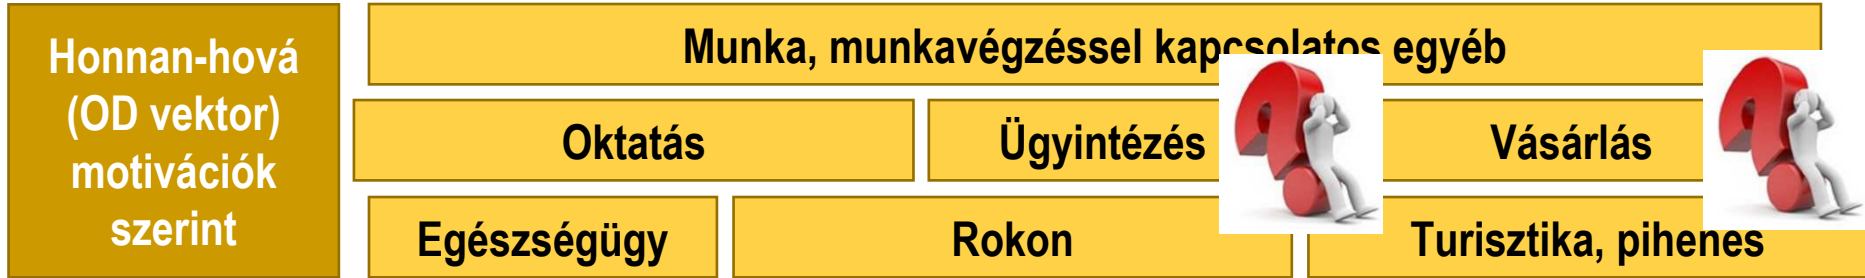 Honnan-hová
(OD vektor)
motivációk
szerint
Munka, munkavégzéssel kapcsolatos egyéb
Oktatás
Ügyintézés
Vásárlás
Egészségügy
Rokon
Turisztika, pihenés